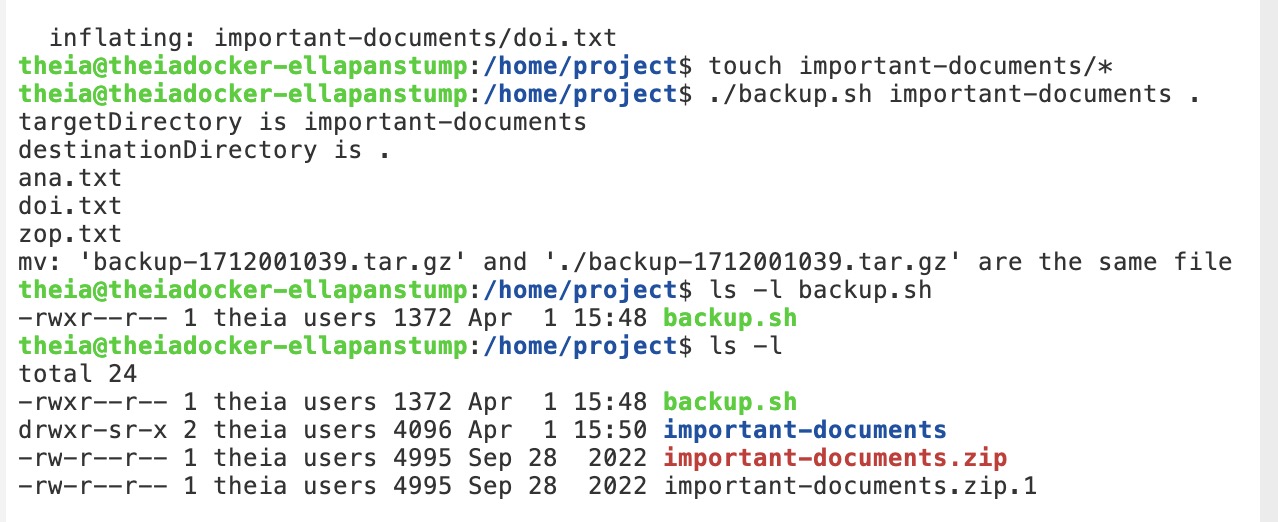 inflating: important-documents/doi.txt
theia@theiadocker-ellapanstump:/home/project$ touch important-documents/*
theia@theiadocker-ellapanstump:/home/project$ ./backup.sh important-documents .
targetDirectory is important-documents
destinationDirectory is .
ana.txt
doi.txt
zop.txt
mv: 'backup-1712001039.tar.gz' and './backup-1712001039.tar.gz' are the same file
theia@theiadocker-ellapanstump:/home/project$ ls -l backup.sh
-rwxr--r-- 1 theia users 1372 Apr  1 15:48 backup.sh
theia@theiadocker-ellapanstump:/home/project$ ls -l
total 24
-rwxr--r-- 1 theia users 1372 Apr  1 15:48 backup.sh
drwxr-sr-x 2 theia users 4096 Apr  1 15:50 important-documents
-rw-r--r-- 1 theia users 4995 Sep 28  2022 important-documents.zip
-rw-r--r-- 1 theia users 4995 Sep 28  2022 important-documents.zip.1